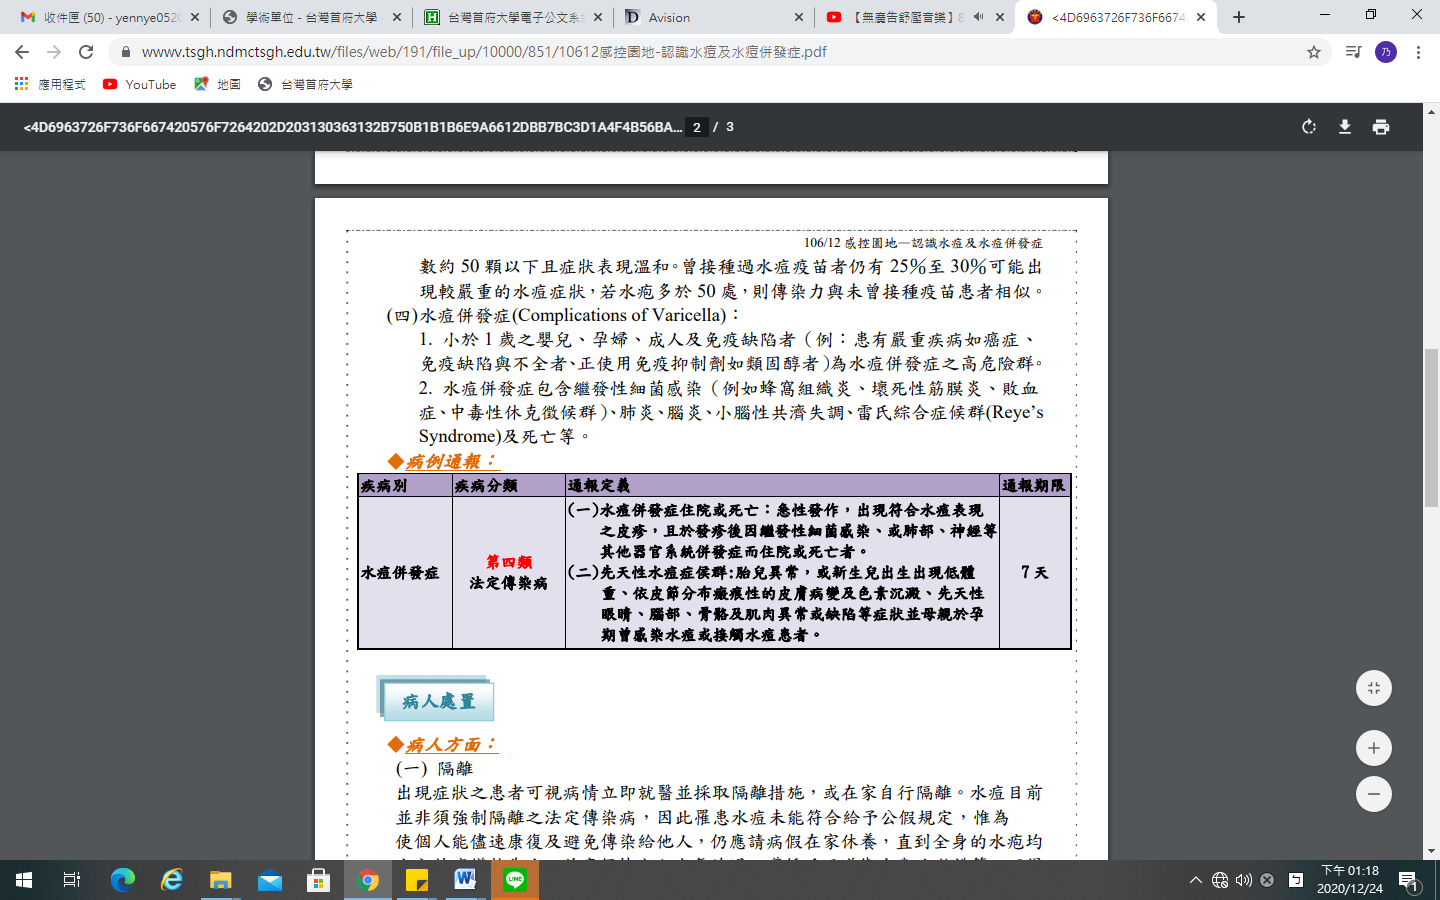 收件匣 (50) - yennye0520
學術單位 - 台灣首府大學
台灣首府大學電子公文系
Avision
【無廣告舒壓音樂】8
<4D6963726F736F6674
wwwv.tsgh.ndmctsgh.edu.tw/files/web/191/file_up/10000/851/10612感控園地-認識水痘及水痘併發症.pdf
乃
應用程式
YouTube
地圖
台灣首府大學
<4D6963726F736F667420576F7264202D203130363132B750B1B1B6E9A6612DBB7BC3D1A4F4B56BA... 2 / 3
106/12 感控園地—認識水痘及水痘併發症
數約 50 顆以下且症狀表現溫和。曾接種過水痘疫苗者仍有 25%至 30%可能出
現較嚴重的水痘症狀，若水皰多於 50 處，則傳染力與未曾接種疫苗患者相似。
(四)水痘併發症(Complications of Varicella)：
1. 小於 1 歲之嬰兒、孕婦、成人及免疫缺陷者（例：患有嚴重疾病如癌症、
免疫缺陷與不全者、正使用免疫抑制劑如類固醇者）為水痘併發症之高危險群。
2. 水痘併發症包含繼發性細菌感染（例如蜂窩組織炎、壞死性筋膜炎、敗血
症、中毒性休克徵候群）、肺炎、腦炎、小腦性共濟失調、雷氏綜合症候群(Reye's
Syndrome)及死亡等。
◆病例通報：
疾病別 疾病分類 通報定義 通報期限
水痘併發症
第四類
法定傳染病
(一)水痘併發症住院或死亡：急性發作，出現符合水痘表現
之皮疹，且於發疹後因繼發性細菌感染、或肺部、神經等
其他器官系統併發症而住院或死亡者。
(二)先天性水痘症侯群:胎兒異常，或新生兒出生出現低體
重、依皮節分布瘢痕性的皮膚病變及色素沉澱、先天性
眼睛、腦部、骨骼及肌肉異常或缺陷等症狀並母親於孕
期曾感染水痘或接觸水痘患者。
7 天
病人處置
◆病人方面：
(一) 隔離
出現症狀之患者可視病情立即就醫並採取隔離措施，或在家自行隔離。水痘目前
並非須強制隔離之法定傳染病，因此罹患水痘未能符合給予公假規定，惟為
使個人能儘速康復及避免傳染給他人，仍應請病假在家休養，直到全身的水皰均
LINE
下午 01:18
2020/12/24
1